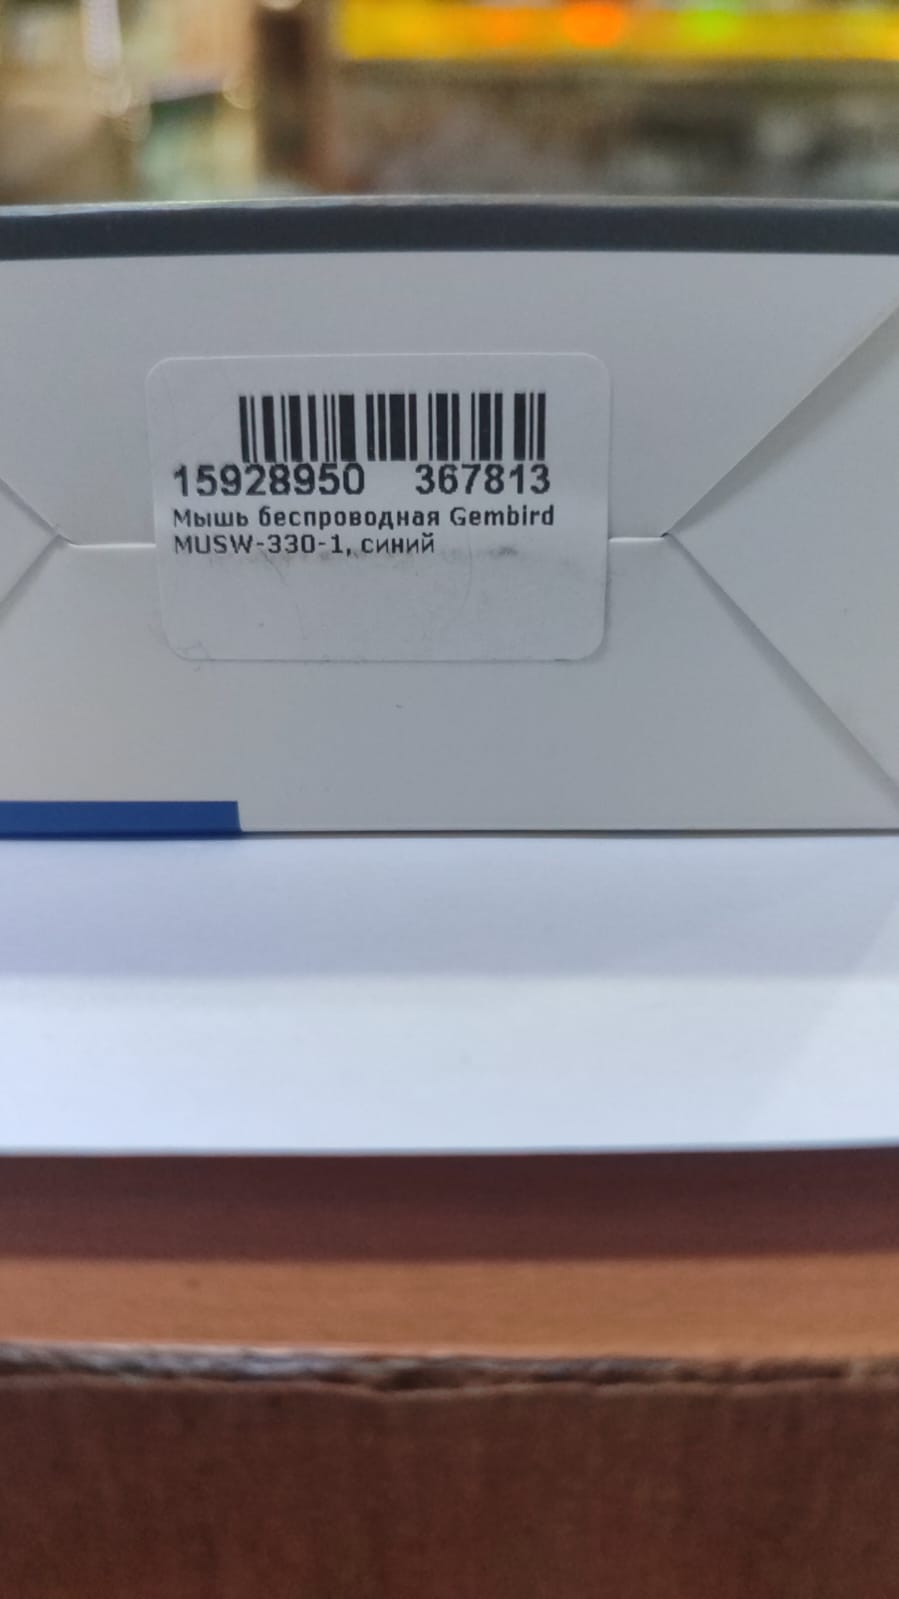 15928950 367813
Мышь беспроводная Gembird
MUSW-330-1, синий